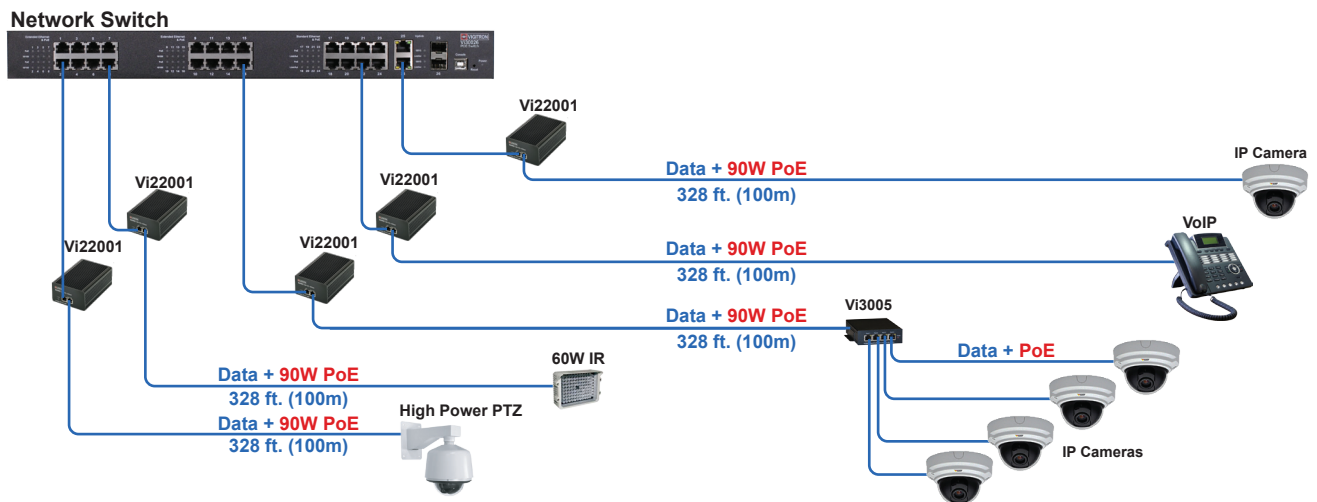 Network Switch
VIGITRON
Vi22001
IP Camera
Data + 90W PoE
328 ft. (100m)
Vi22001
Vi22001
VoIP
Vi22001
Vi22001
Data + 90W PoE
328 ft. (100m)
Vi3005
Data + 90W PoE
328 ft. (100m)
Data + PoE
60W IR
Data + 90W PoE
328 ft. (100m)
High Power PTZ
Data + 90W PoE
328 ft. (100m)
IP Cameras